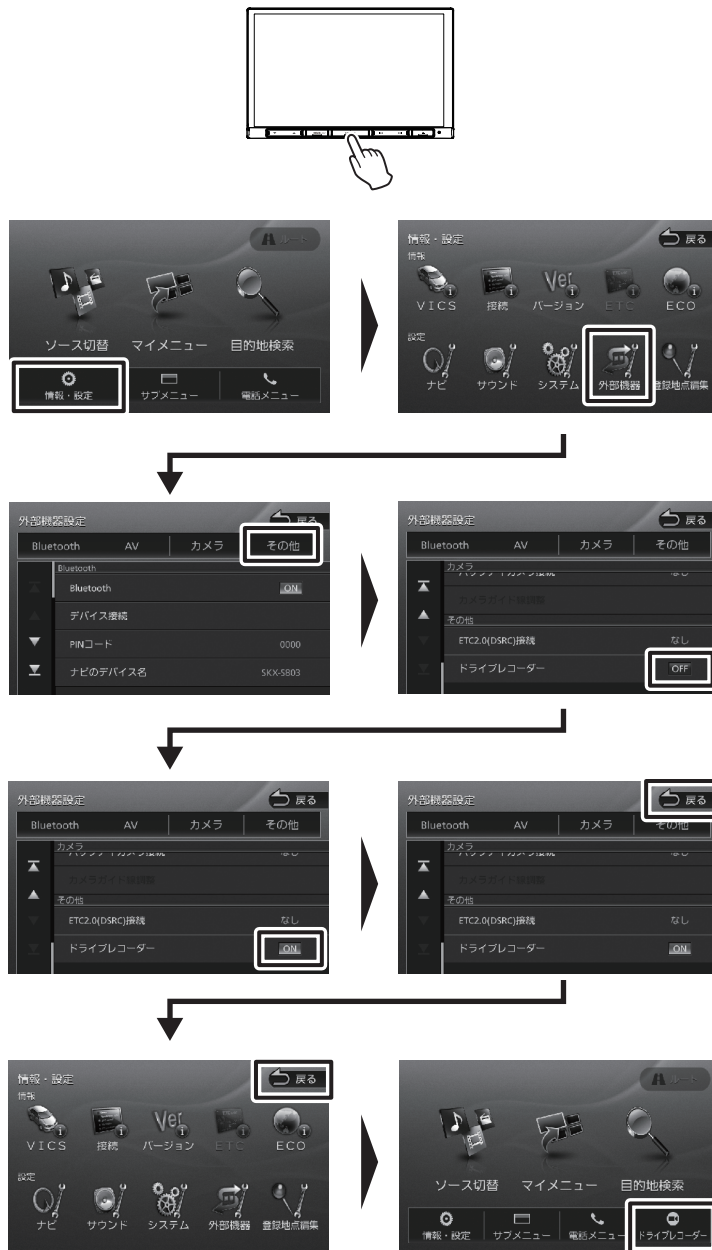 ルート
ソース切替 マイメニュー 目的地検索
情報・設定 サブメニュー 電話メニュー
情報・設定 戻る
情報
Ver
VICS 接続 バージョン ETC ECO
設定
ナビ サウンド システム 外部機器 登録地点編集
外部機器設定 戻る
Bluetooth AV カメラ その他
Bluetooth
Bluetooth ON
デバイス接続
PINコード 0000
ナビのデバイス名 SKX-S803
外部機器設定 戻る
Bluetooth AV カメラ その他
カメラ
その他
ETC2.0(DSRC)接続 なし
ドライブレコーダー OFF
外部機器設定 戻る
Bluetooth AV カメラ その他
カメラ
その他
ETC2.0(DSRC)接続 なし
ドライブレコーダー ON
外部機器設定 戻る
Bluetooth AV カメラ その他
カメラ
その他
ETC2.0(DSRC)接続 なし
ドライブレコーダー ON
情報・設定 戻る
情報
Ver
VICS 接続 バージョン ETC ECO
設定
ナビ サウンド システム 外部機器 登録地点編集
ルート
ソース切替 マイメニュー 目的地検索
情報・設定 サブメニュー 電話メニュー ドライブレコーダー